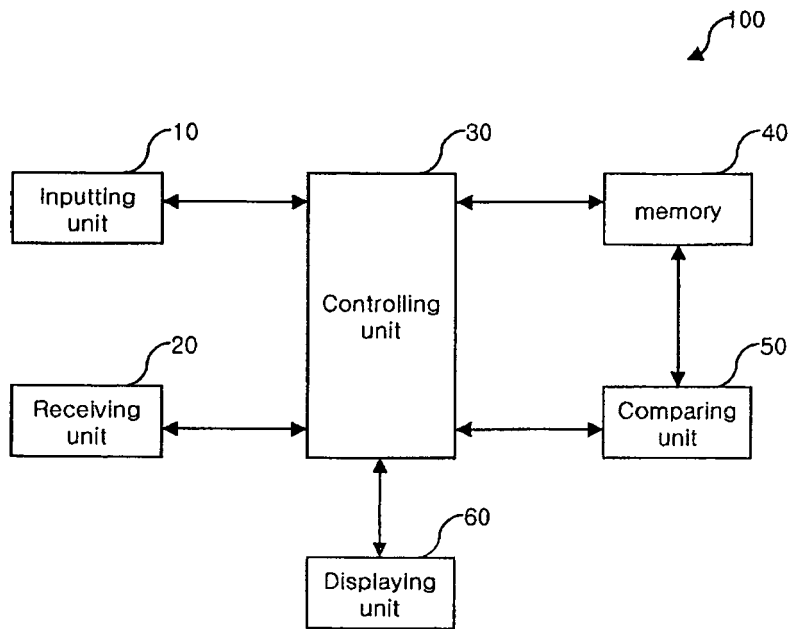 100
10
30
40
Inputting
unit
memory
Controlling
unit
20
50
Receiving
unit
Comparing
unit
60
Displaying
unit